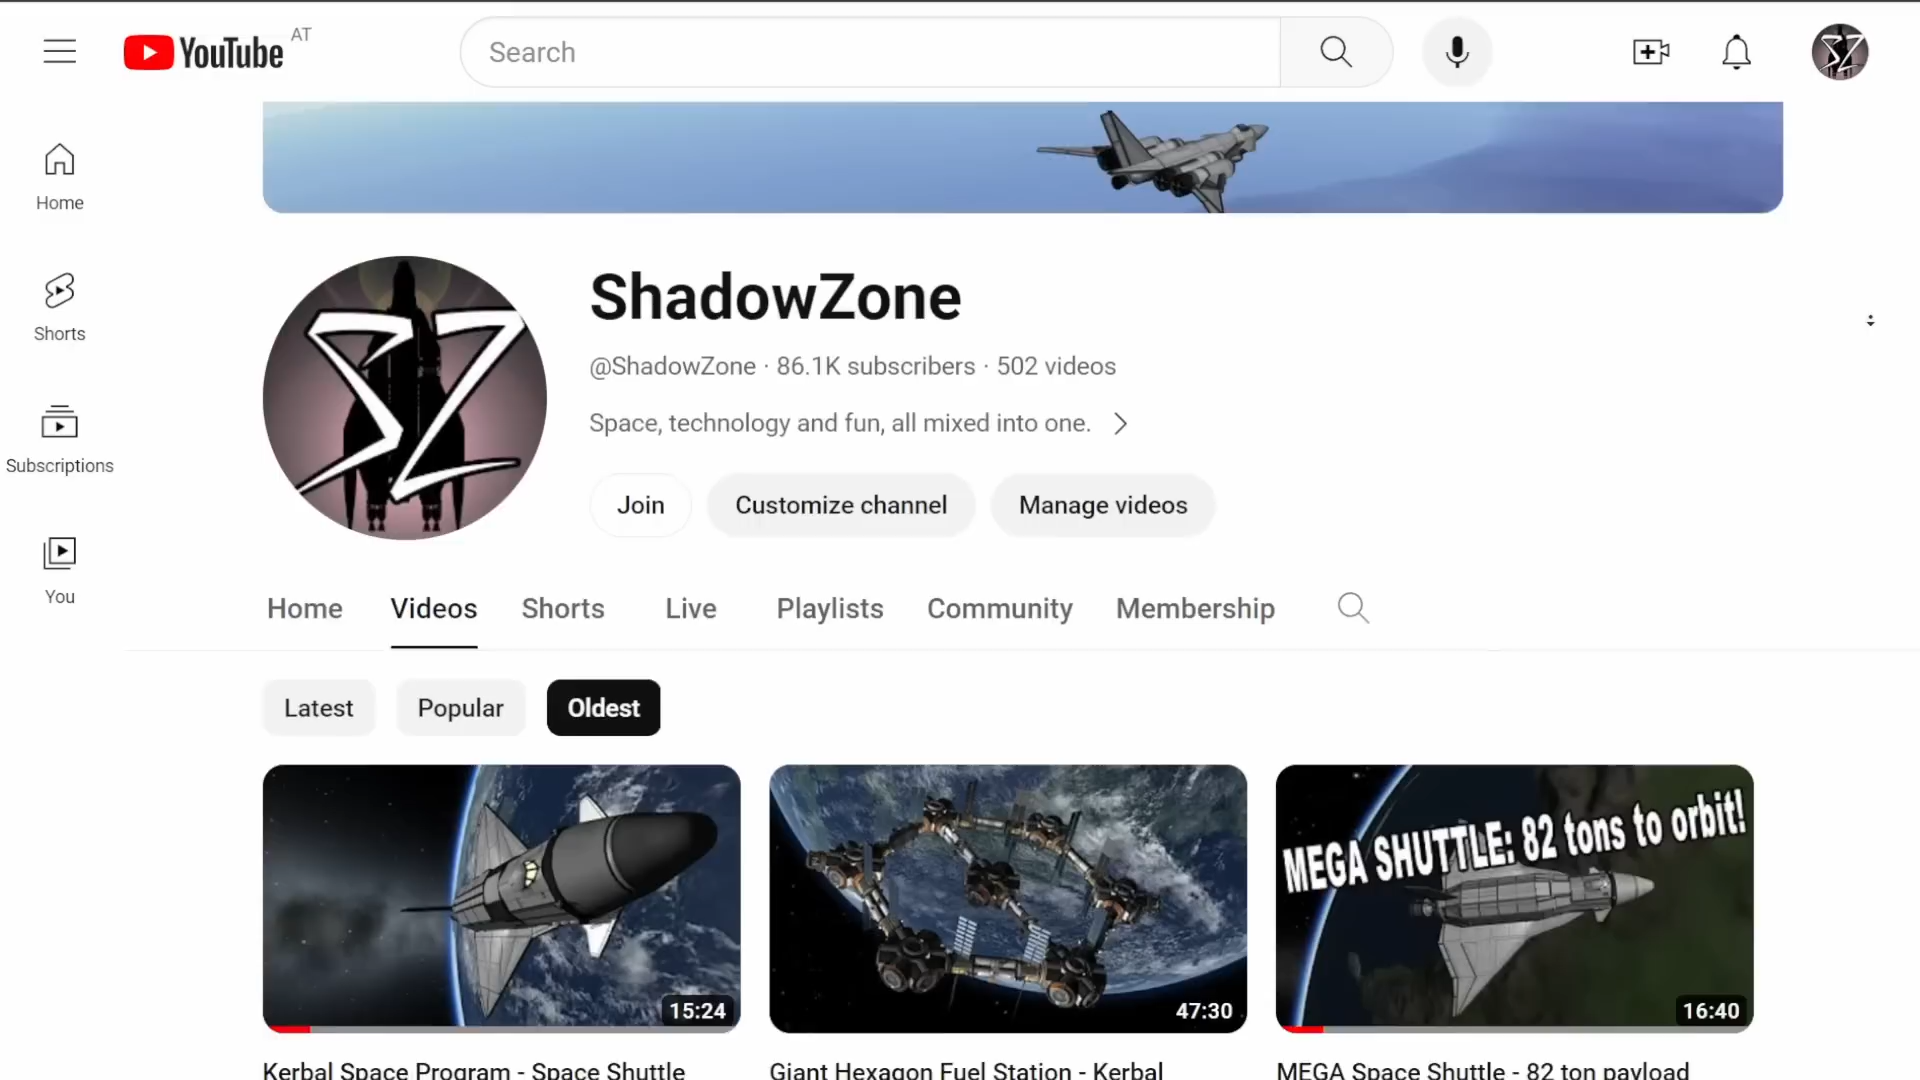 YouTube AT
Search
Home
Shorts
Subscriptions
You
SZ
ShadowZone
@ShadowZone · 86.1K subscribers · 502 videos
Space, technology and fun, all mixed into one.
Join Customize channel Manage videos
Home Videos Shorts Live Playlists Community Membership
Latest Popular Oldest
MEGA SHUTTLE: 82 tons to orbit!
15:24 47:30 16:40
Kerbal Space Program - Space Shuttle
Giant Hexagon Fuel Station - Kerbal
MEGA Space Shuttle - 82 ton payload